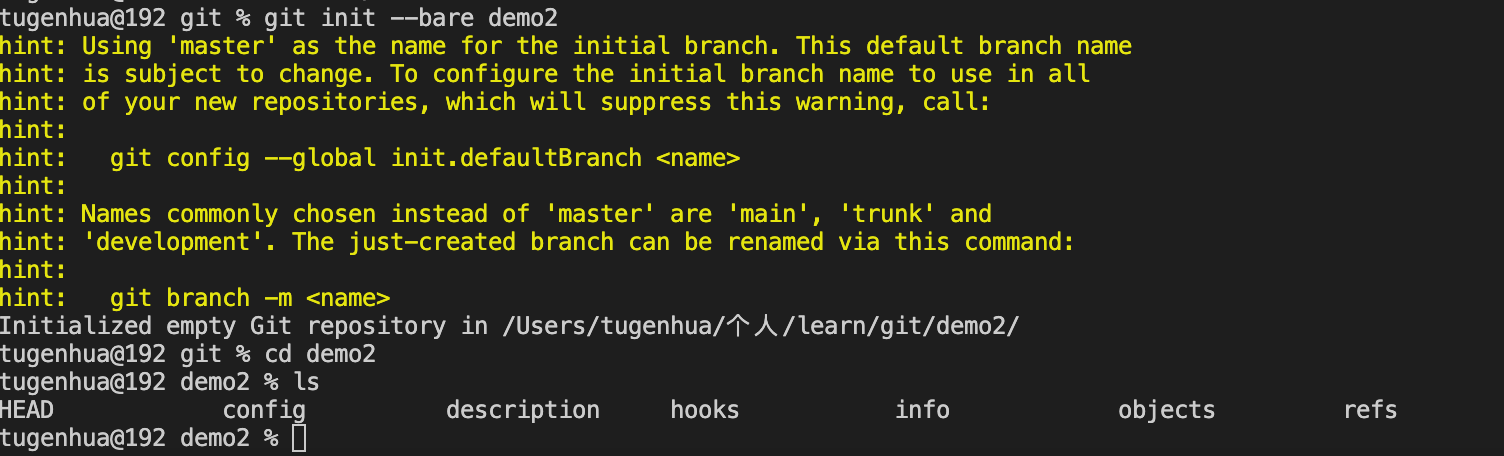 tugenhua@192 git % git init --bare demo2
hint: Using 'master' as the name for the initial branch. This default branch name
hint: is subject to change. To configure the initial branch name to use in all
hint: of your new repositories, which will suppress this warning, call:
hint:
hint:   git config --global init.defaultBranch <name>
hint:
hint: Names commonly chosen instead of 'master' are 'main', 'trunk' and
hint: 'development'. The just-created branch can be renamed via this command:
hint:
hint:   git branch -m <name>
Initialized empty Git repository in /Users/tugenhua/个人/learn/git/demo2/
tugenhua@192 git % cd demo2
tugenhua@192 demo2 % ls
HEAD            config          description     hooks           info            objects         refs
tugenhua@192 demo2 %